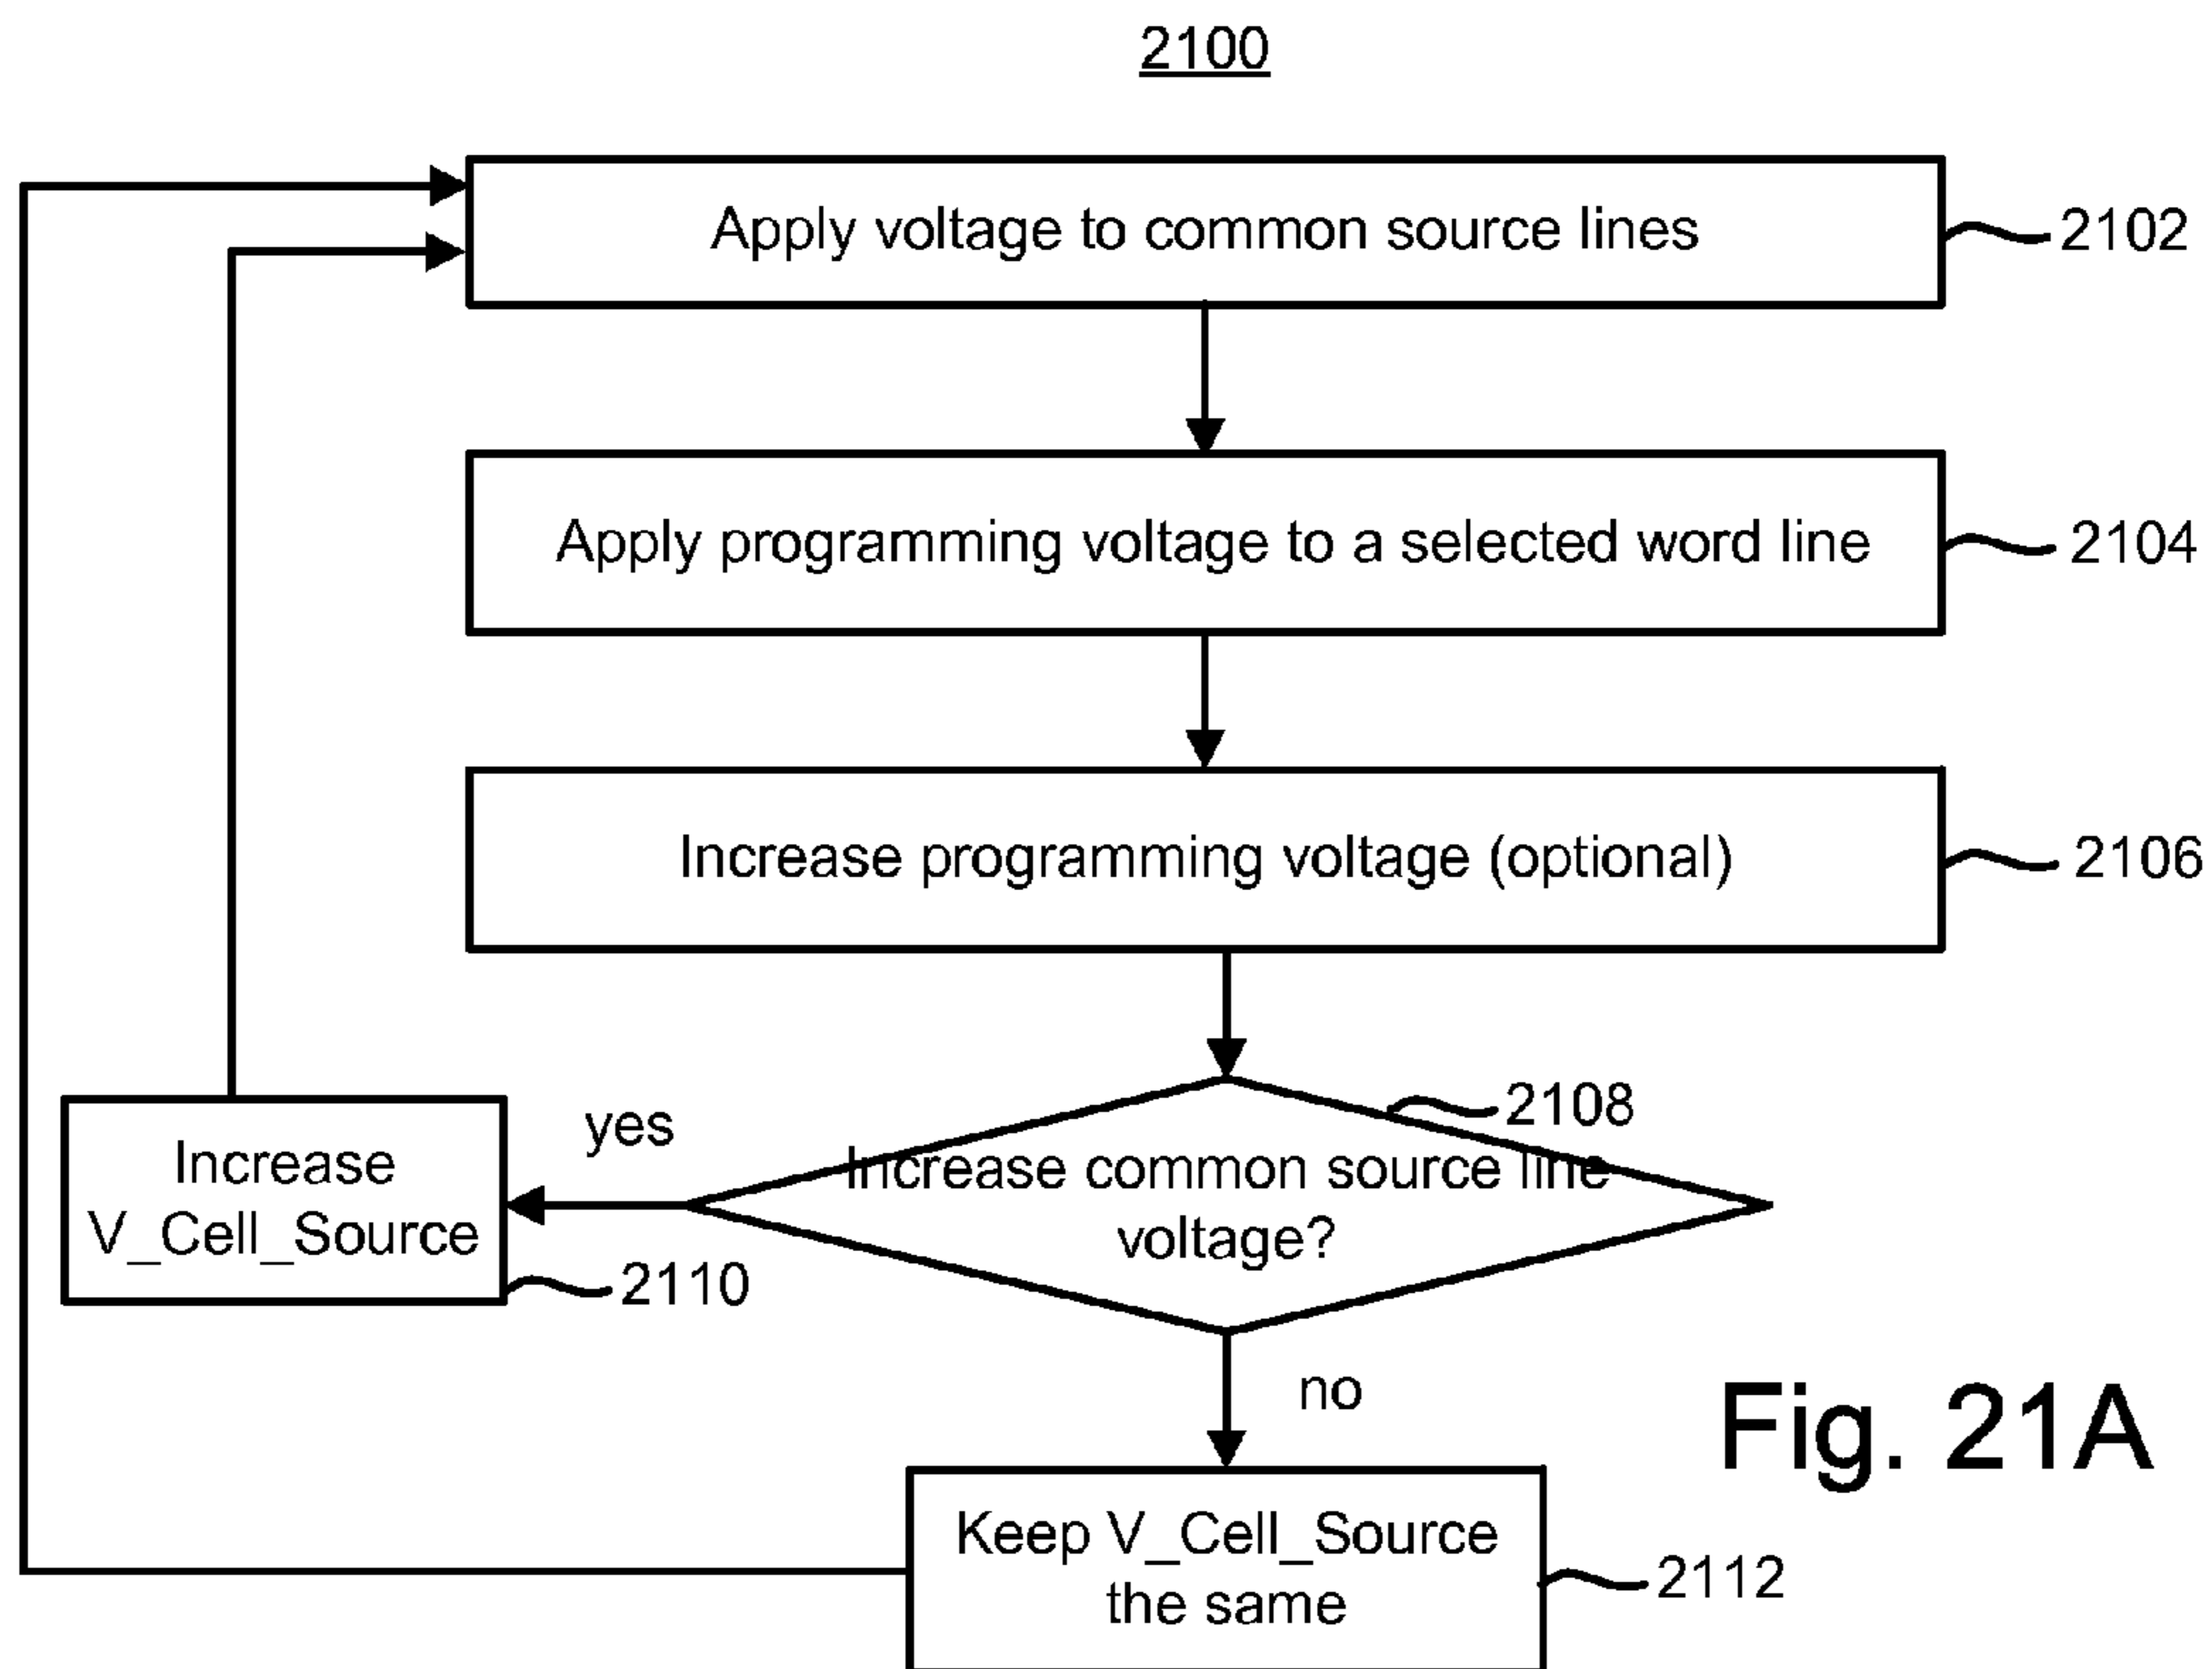 2100
Apply voltage to common source lines
2102
Apply programming voltage to a selected word line
2104
Increase programming voltage (optional)
2106
2108
Increase common source line
voltage?
yes
Increase
V_Cell_Source
2110
no
Keep V_Cell_Source
the same
2112
Fig. 21A